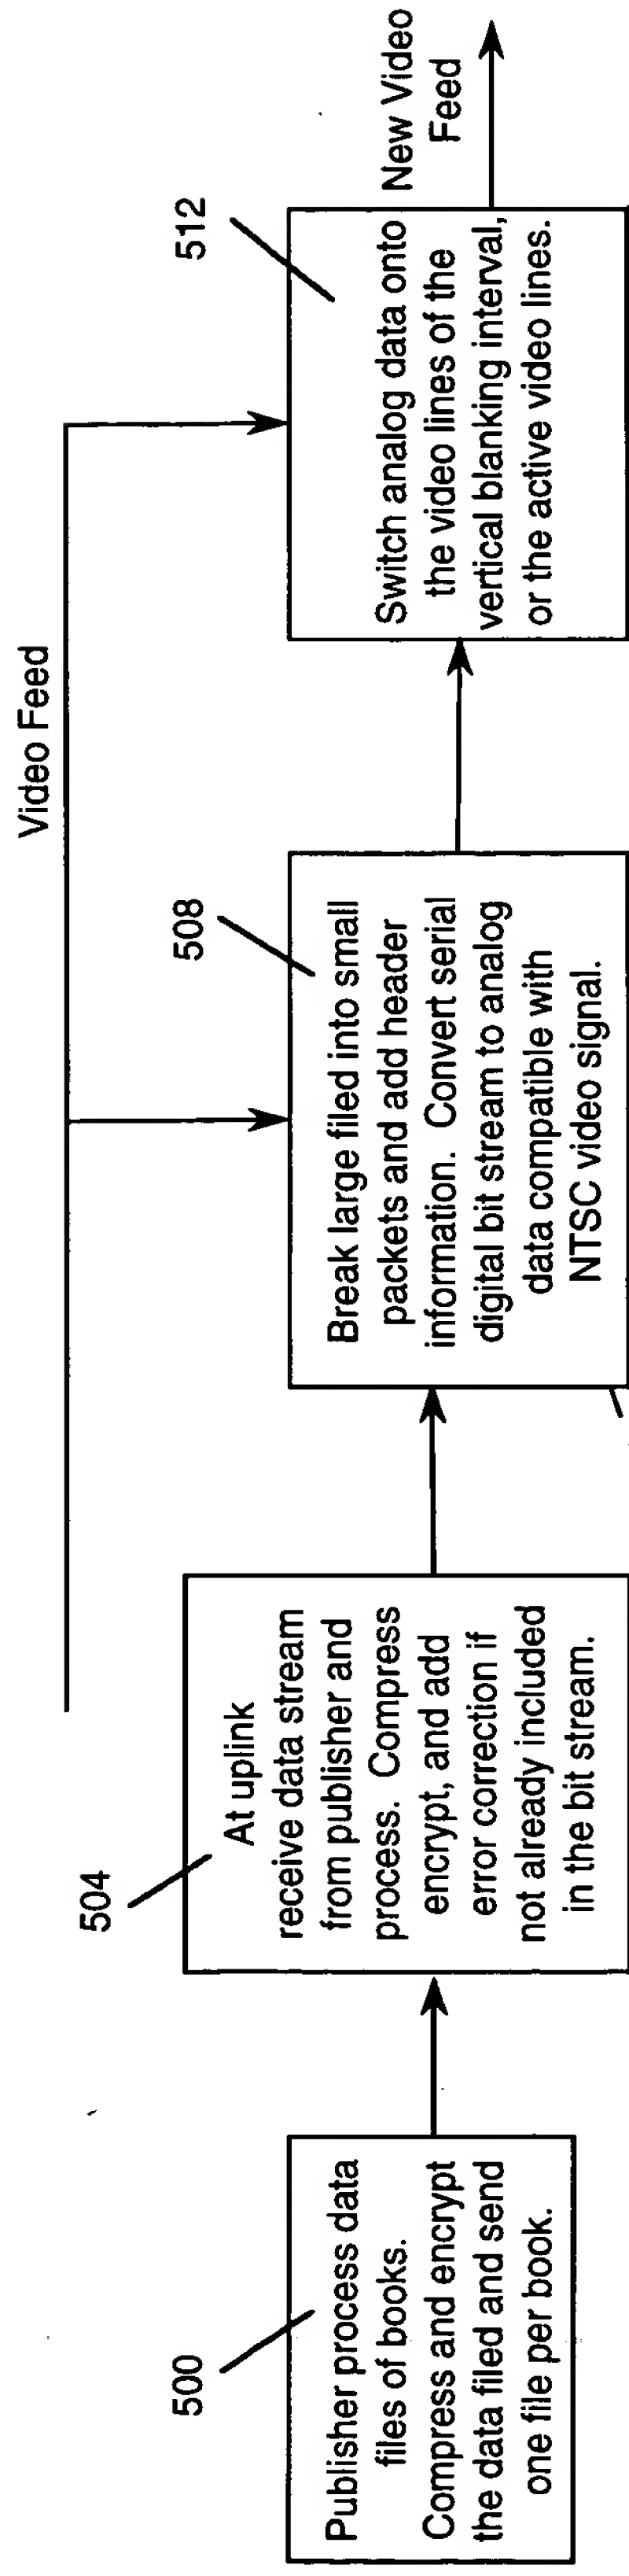 Video Feed
500
Publisher process data
files of books.
Compress and encrypt
the data filed and send
one file per book.
504
At uplink
receive data stream
from publisher and
process. Compress
encrypt, and add
error correction if
not already included
in the bit stream.
508
Break large filed into small
packets and add header
information. Convert serial
digital bit stream to analog
data compatible with
NTSC video signal.
512
Switch analog data onto
the video lines of the
vertical blanking interval,
or the active video lines.
New Video
Feed